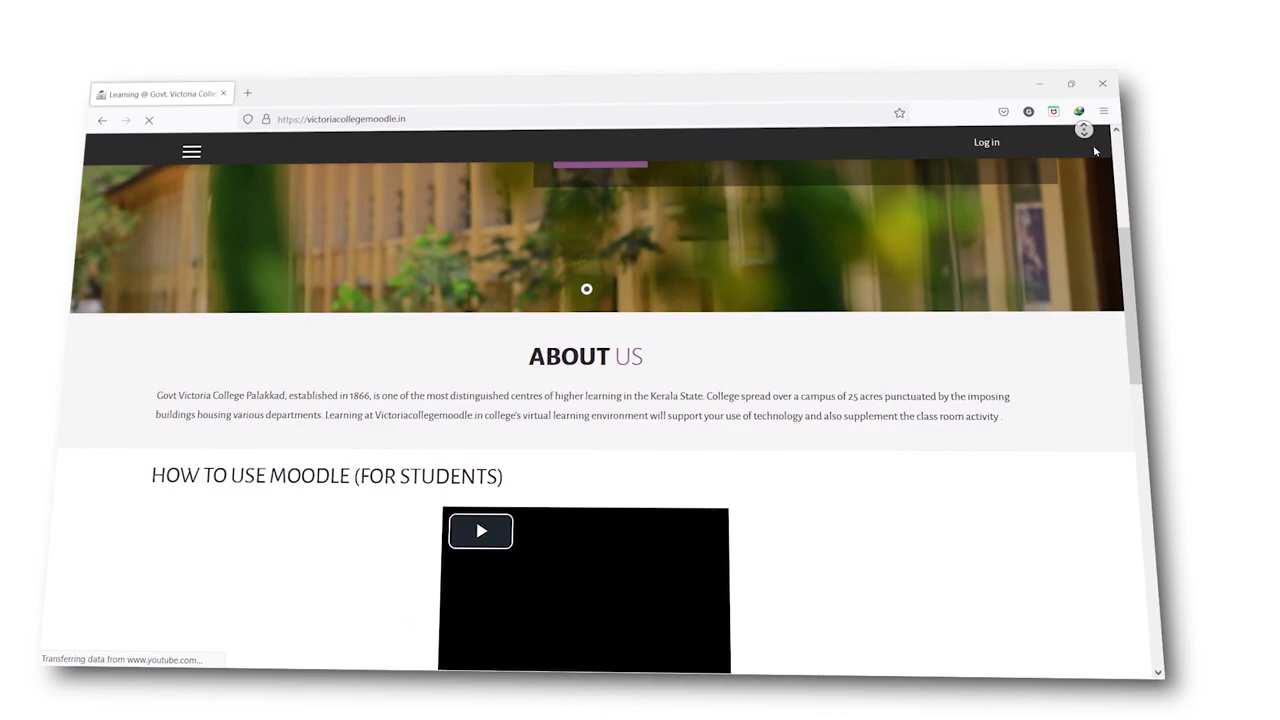 Learning @ Govt. Victoria Colle
https://victoriacollegemoodle.in
Log in
ABOUT US
Govt Victoria College Palakkad, established in 1866, is one of the most distinguished centres of higher learning in the Kerala State. College spread over a campus of 25 acres punctuated by the imposing
buildings housing various departments. Learning at Victoriacollegemoodle.in college's virtual learning environment will support your use of technology and also supplement the class room activity .
HOW TO USE MOODLE (FOR STUDENTS)
Transferring data from www.youtube.com...